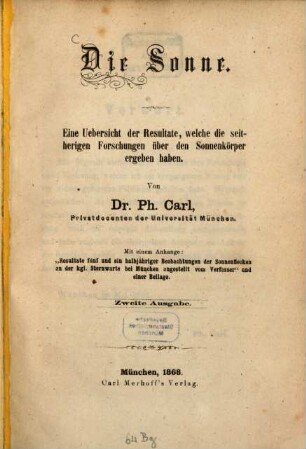 Die Sonne.
Eine Uebersicht der Resultate, welche die seit-
herigen Forschungen über den Sonnenkörper
ergeben haben.
Von
Dr. Ph. Carl,
Privatdocenten der Universität München.
Mit einem Anhange:
„Resultate fünf und ein halbjähriger Beobachtungen der Sonnenflecken
an der kgl. Sternwarte bei München angestellt vom Verfasser“ und
einer Beilage.
Zweite Ausgabe.
München, 1868.
Carl Merhoff's Verlag.